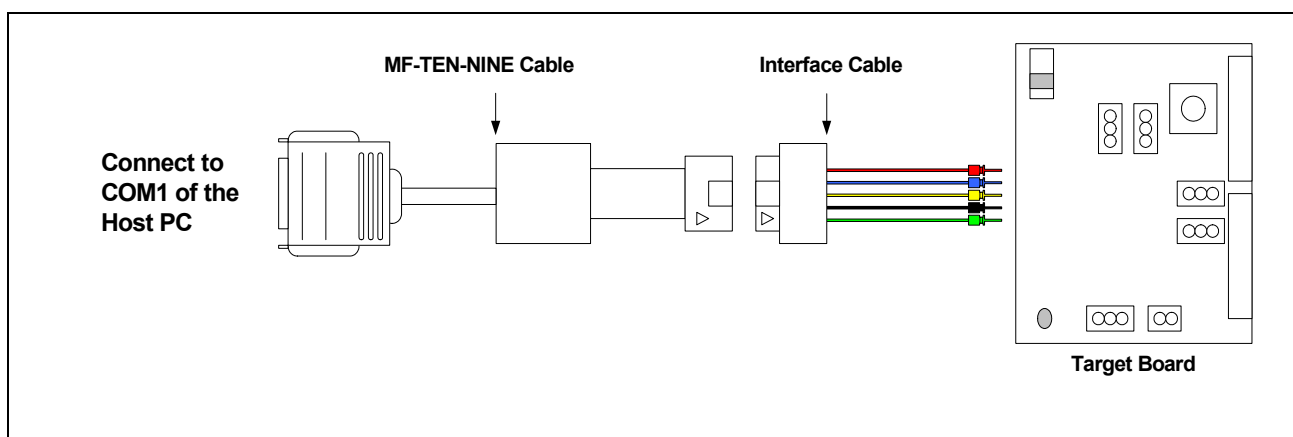 MF-TEN-NINE Cable
Interface Cable
Connect to
COM1 of the
Host PC
Target Board